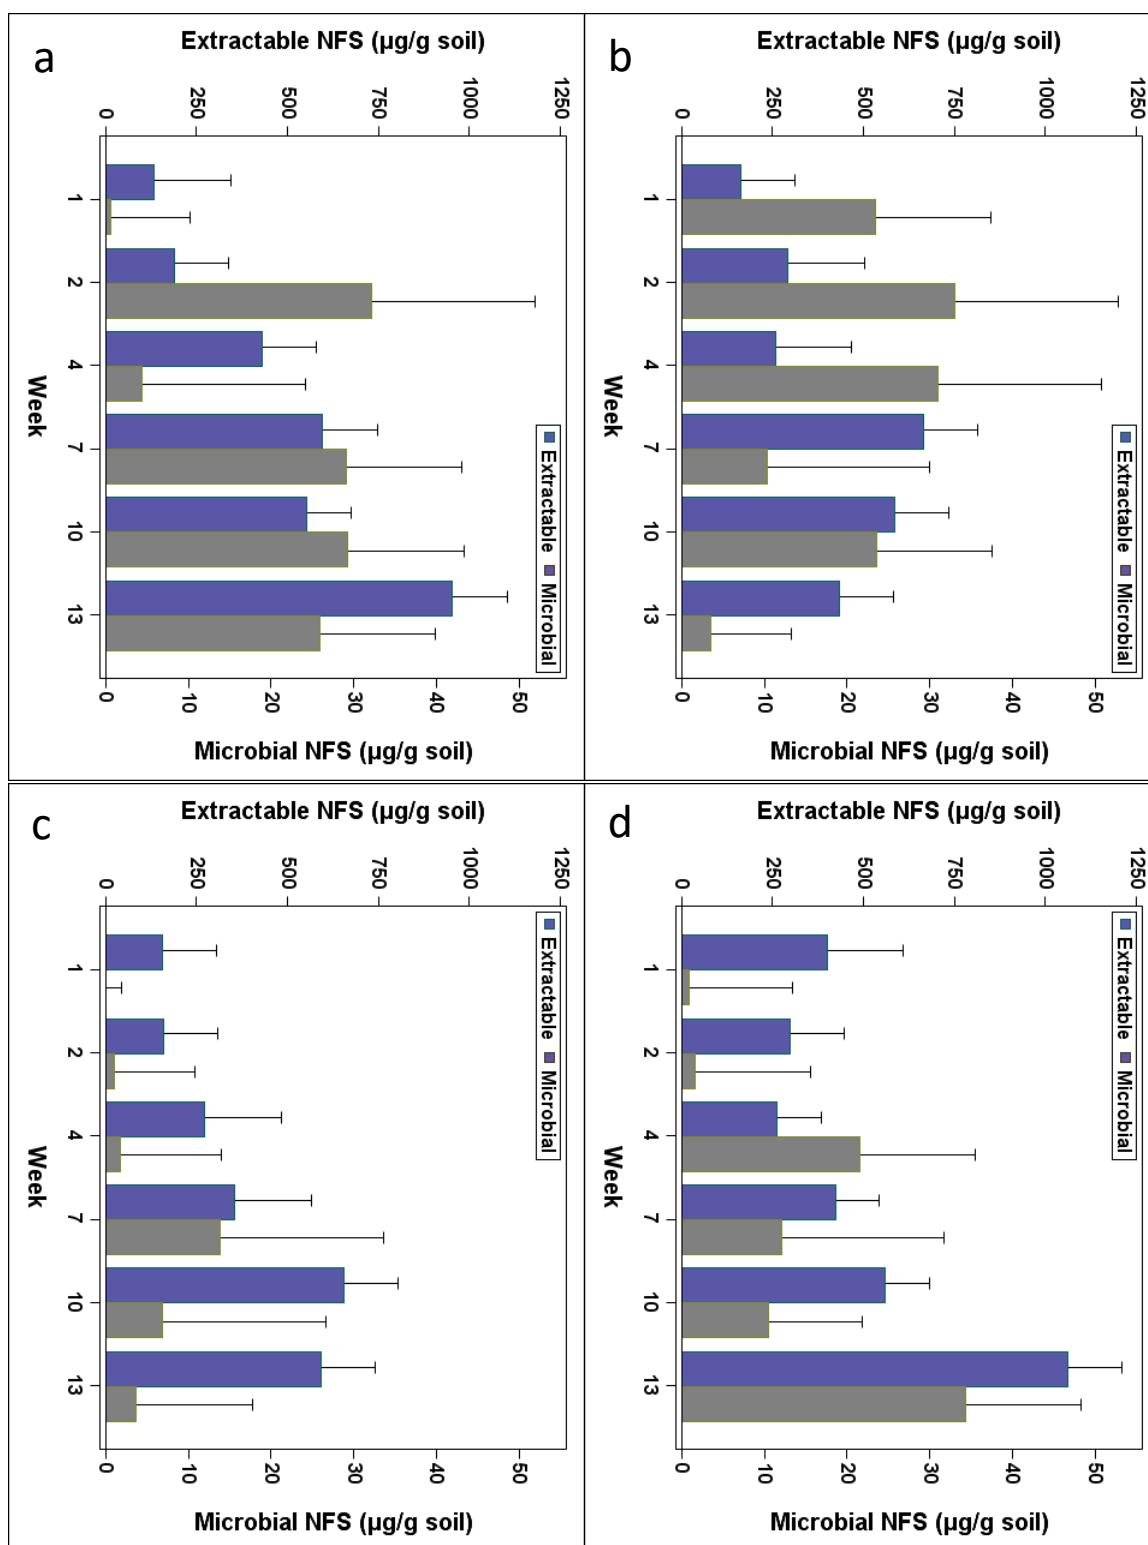 a
Extractable NFS (µg/g soil)
0 250 500 750 1000 1250
1
2
4
7
10
13
Week
Extractable Microbial
0 10 20 30 40 50
Microbial NFS (µg/g soil)
b
Extractable NFS (µg/g soil)
0 250 500 750 1000 1250
1
2
4
7
10
13
Week
Extractable Microbial
0 10 20 30 40 50
Microbial NFS (µg/g soil)
c
Extractable NFS (µg/g soil)
0 250 500 750 1000 1250
1
2
4
7
10
13
Week
Extractable Microbial
0 10 20 30 40 50
Microbial NFS (µg/g soil)
d
Extractable NFS (µg/g soil)
0 250 500 750 1000 1250
1
2
4
7
10
13
Week
Extractable Microbial
0 10 20 30 40 50
Microbial NFS (µg/g soil)